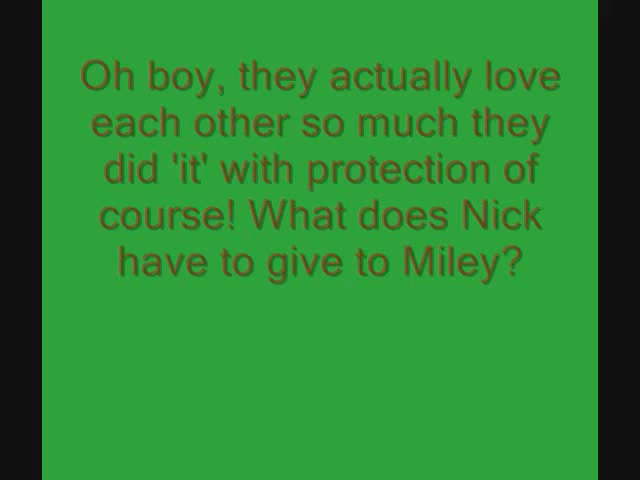 Oh boy, they actually love
each other so much they
did 'it' with protection of
course! What does Nick
have to give to Miley?